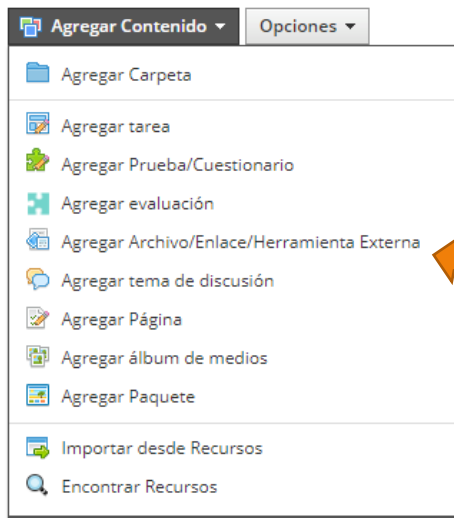 Agregar Contenido Opciones
Agregar Carpeta
Agregar tarea
Agregar Prueba/Cuestionario
Agregar evaluación
Agregar Archivo/Enlace/Herramienta Externa
Agregar tema de discusión
Agregar Página
Agregar álbum de medios
Agregar Paquete
Importar desde Recursos
Encontrar Recursos